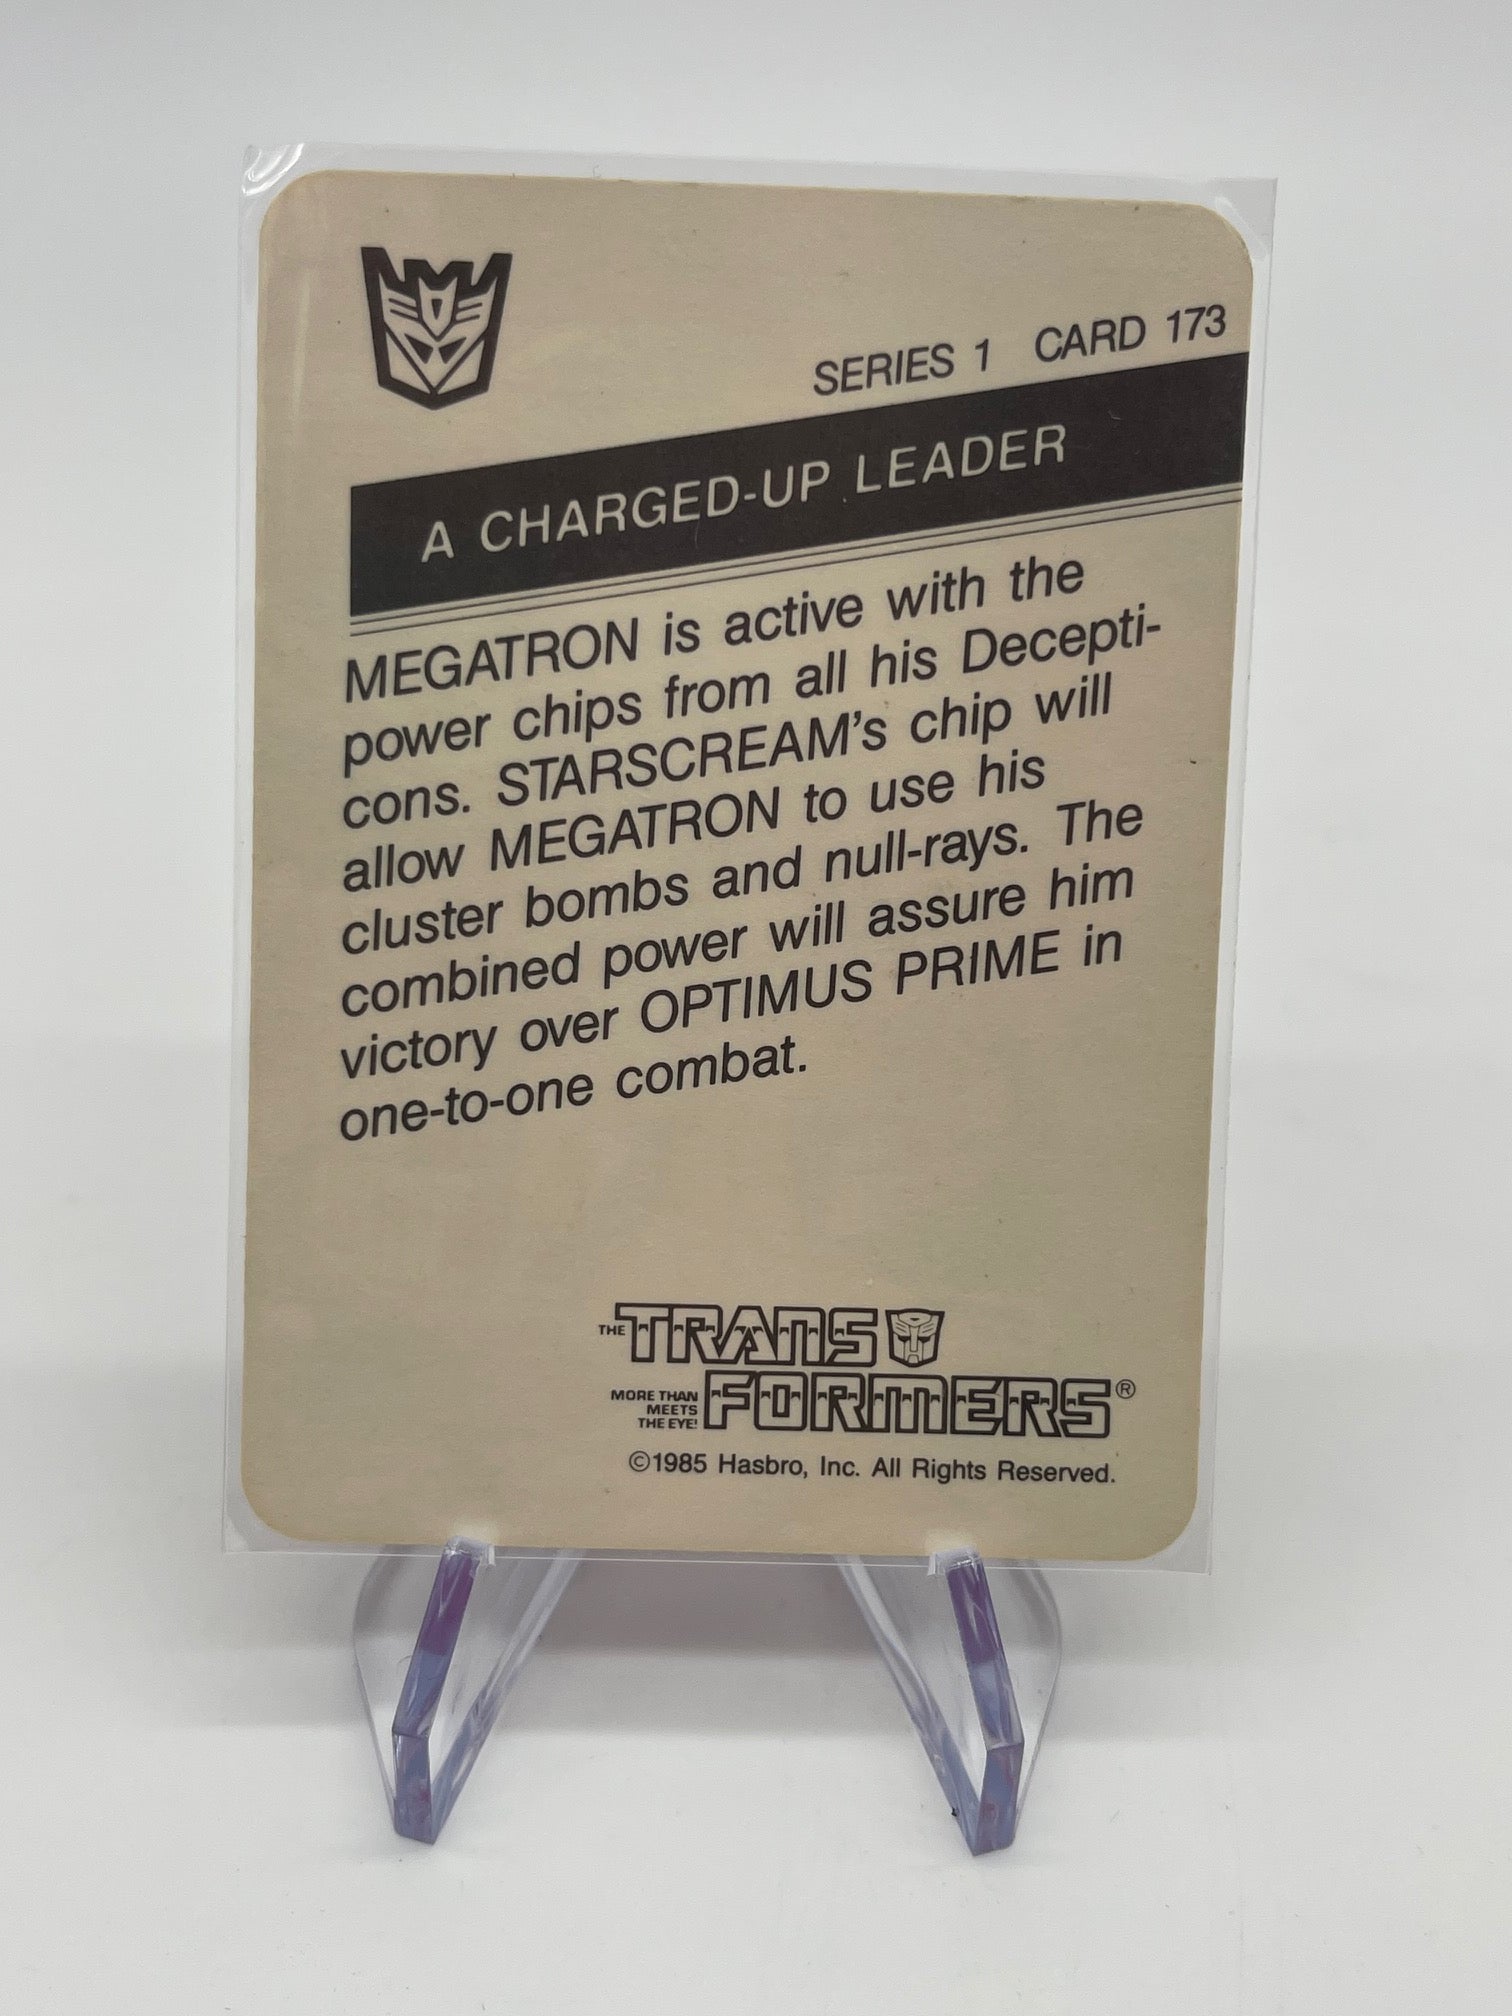 SERIES 1 CARD 173
A CHARGED-UP LEADER
MEGATRON is active with the
power chips from all his Decepti-
cons. STARSCREAM's chip will
allow MEGATRON to use his
cluster bombs and null-rays. The
combined power will assure him
victory over OPTIMUS PRIME in
one-to-one combat.
THE TRANS
MORE THAN
MEETS
THE EYE!
FORMERS®
©1985 Hasbro, Inc. All Rights Reserved.